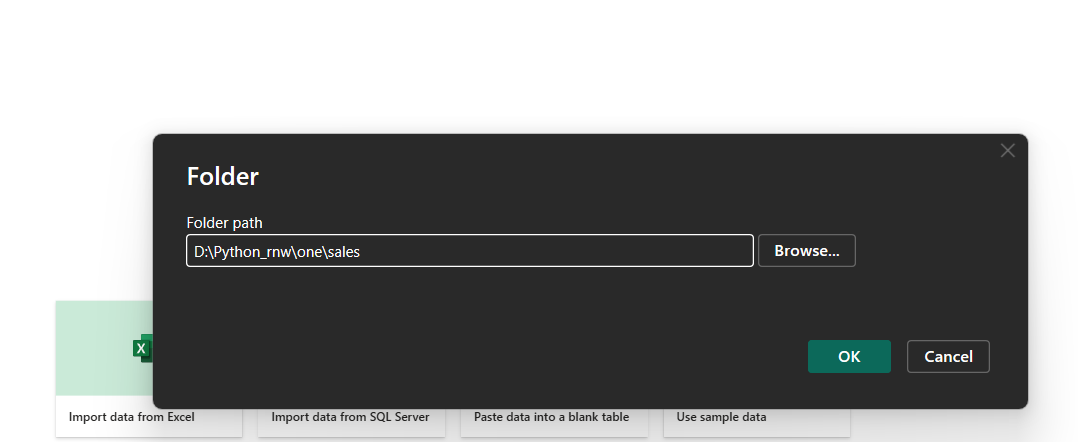 Folder
Folder path
D:\Python_rnw\one\sales
Browse...
OK
Cancel
X
Import data from Excel
Import data from SQL Server
Paste data into a blank table
Use sample data